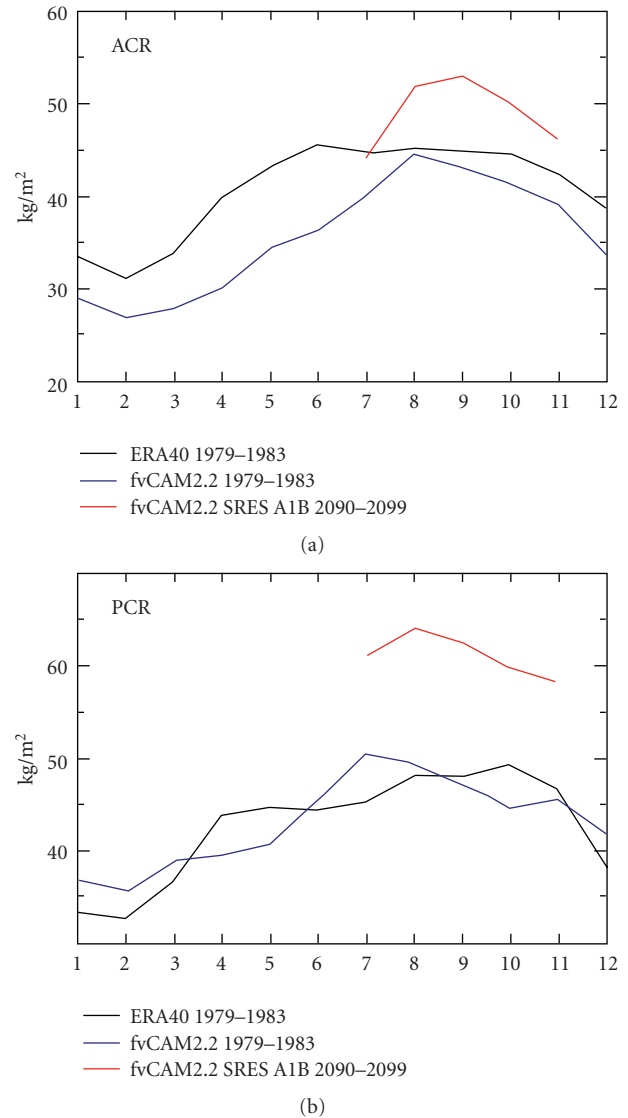 60
ACR
50
kg/m²
40
30
20
1 2 3 4 5 6 7 8 9 10 11 12
ERA40 1979–1983
fvCAM2.2 1979–1983
fvCAM2.2 SRES A1B 2090–2099
(a)
PCR
60
kg/m²
50
40
1 2 3 4 5 6 7 8 9 10 11 12
ERA40 1979–1983
fvCAM2.2 1979–1983
fvCAM2.2 SRES A1B 2090–2099
(b)